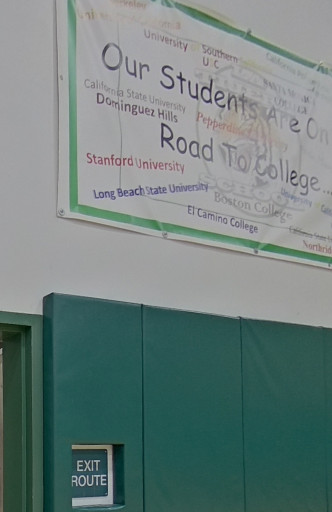 University Southern
U C
Our Students Are On
California State University
Dominguez Hills
Pepperdine
Road To College...
Stanford University
Long Beach State University
Boston College
El Camino College
EXIT
ROUTE